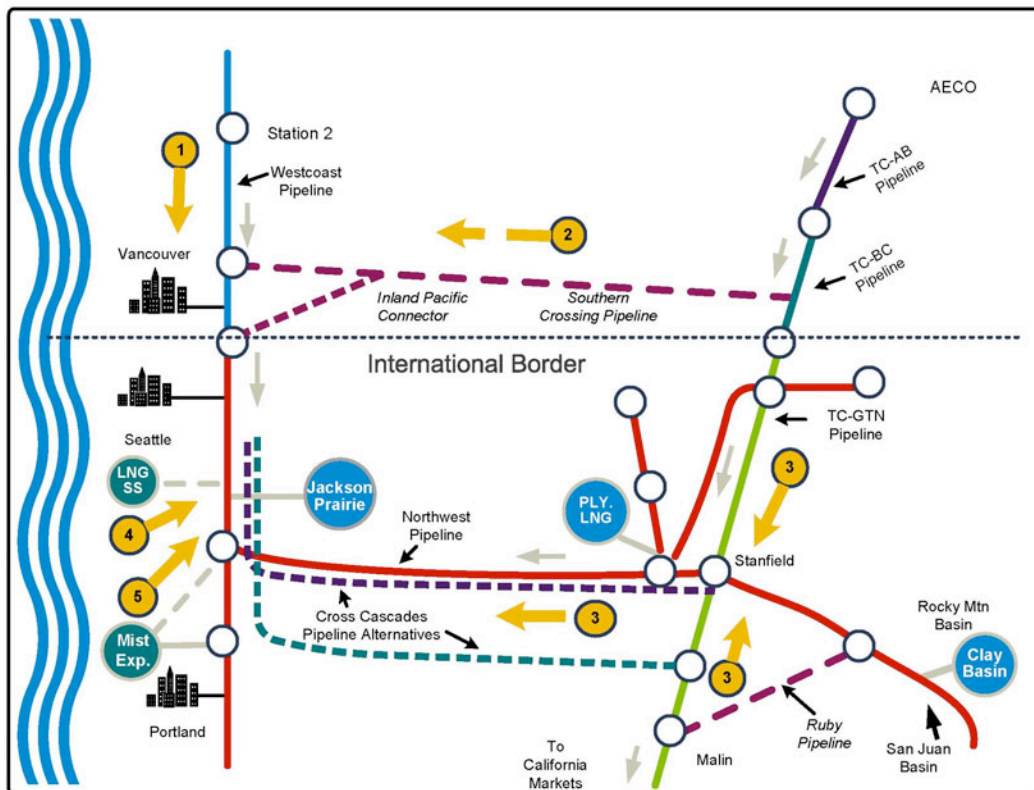 AECO
Station 2
1
Westcoast
Pipeline
TC-AB
Pipeline
2
Vancouver
TC-BC
Pipeline
Inland Pacific
Connector
Southern
Crossing Pipeline
International Border
TC-GTN
Pipeline
Seattle
3
LNG
SS
Jackson
Prairie
PLY.
LNG
4
Northwest
Pipeline
Stanfield
5
Cross Cascades
Pipeline Alternatives
3
Rocky Mtn
Basin
Mist
Exp.
Clay
Basin
3
Portland
Ruby
Pipeline
To
California
Markets
Malin
San Juan
Basin